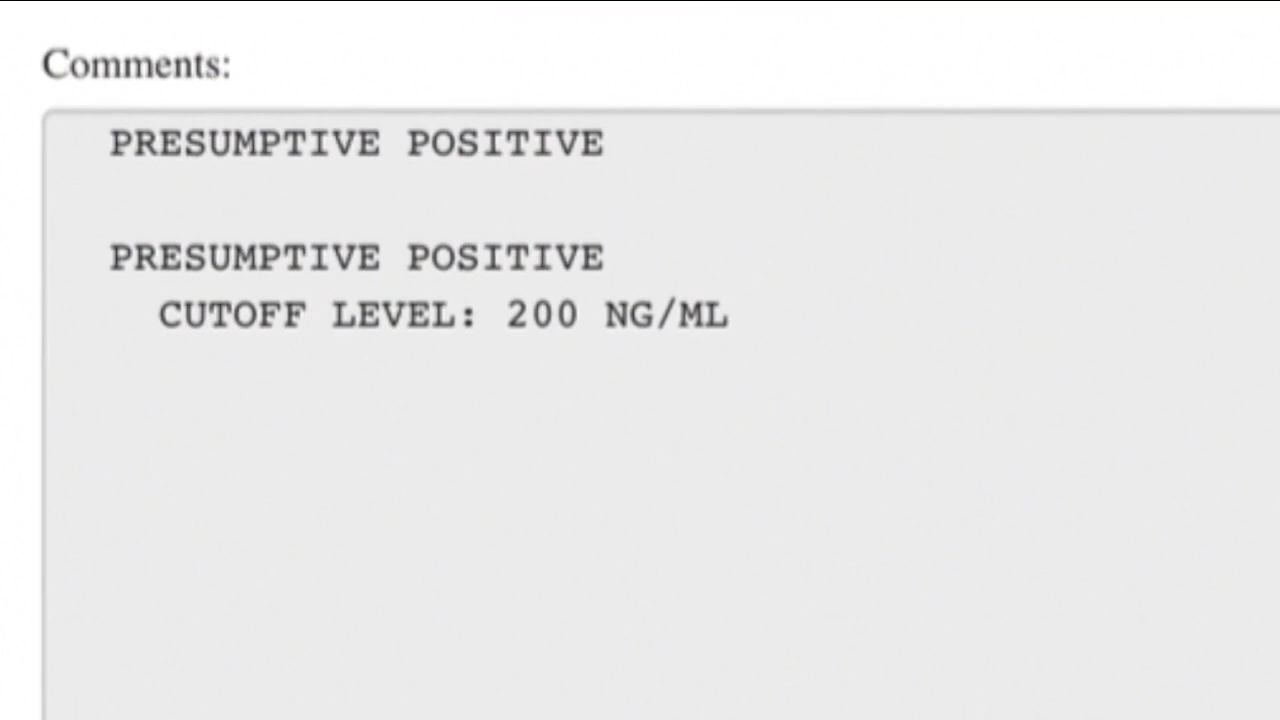 Comments:
PRESUMPTIVE POSITIVE
PRESUMPTIVE POSITIVE
CUTOFF LEVEL: 200 NG/ML